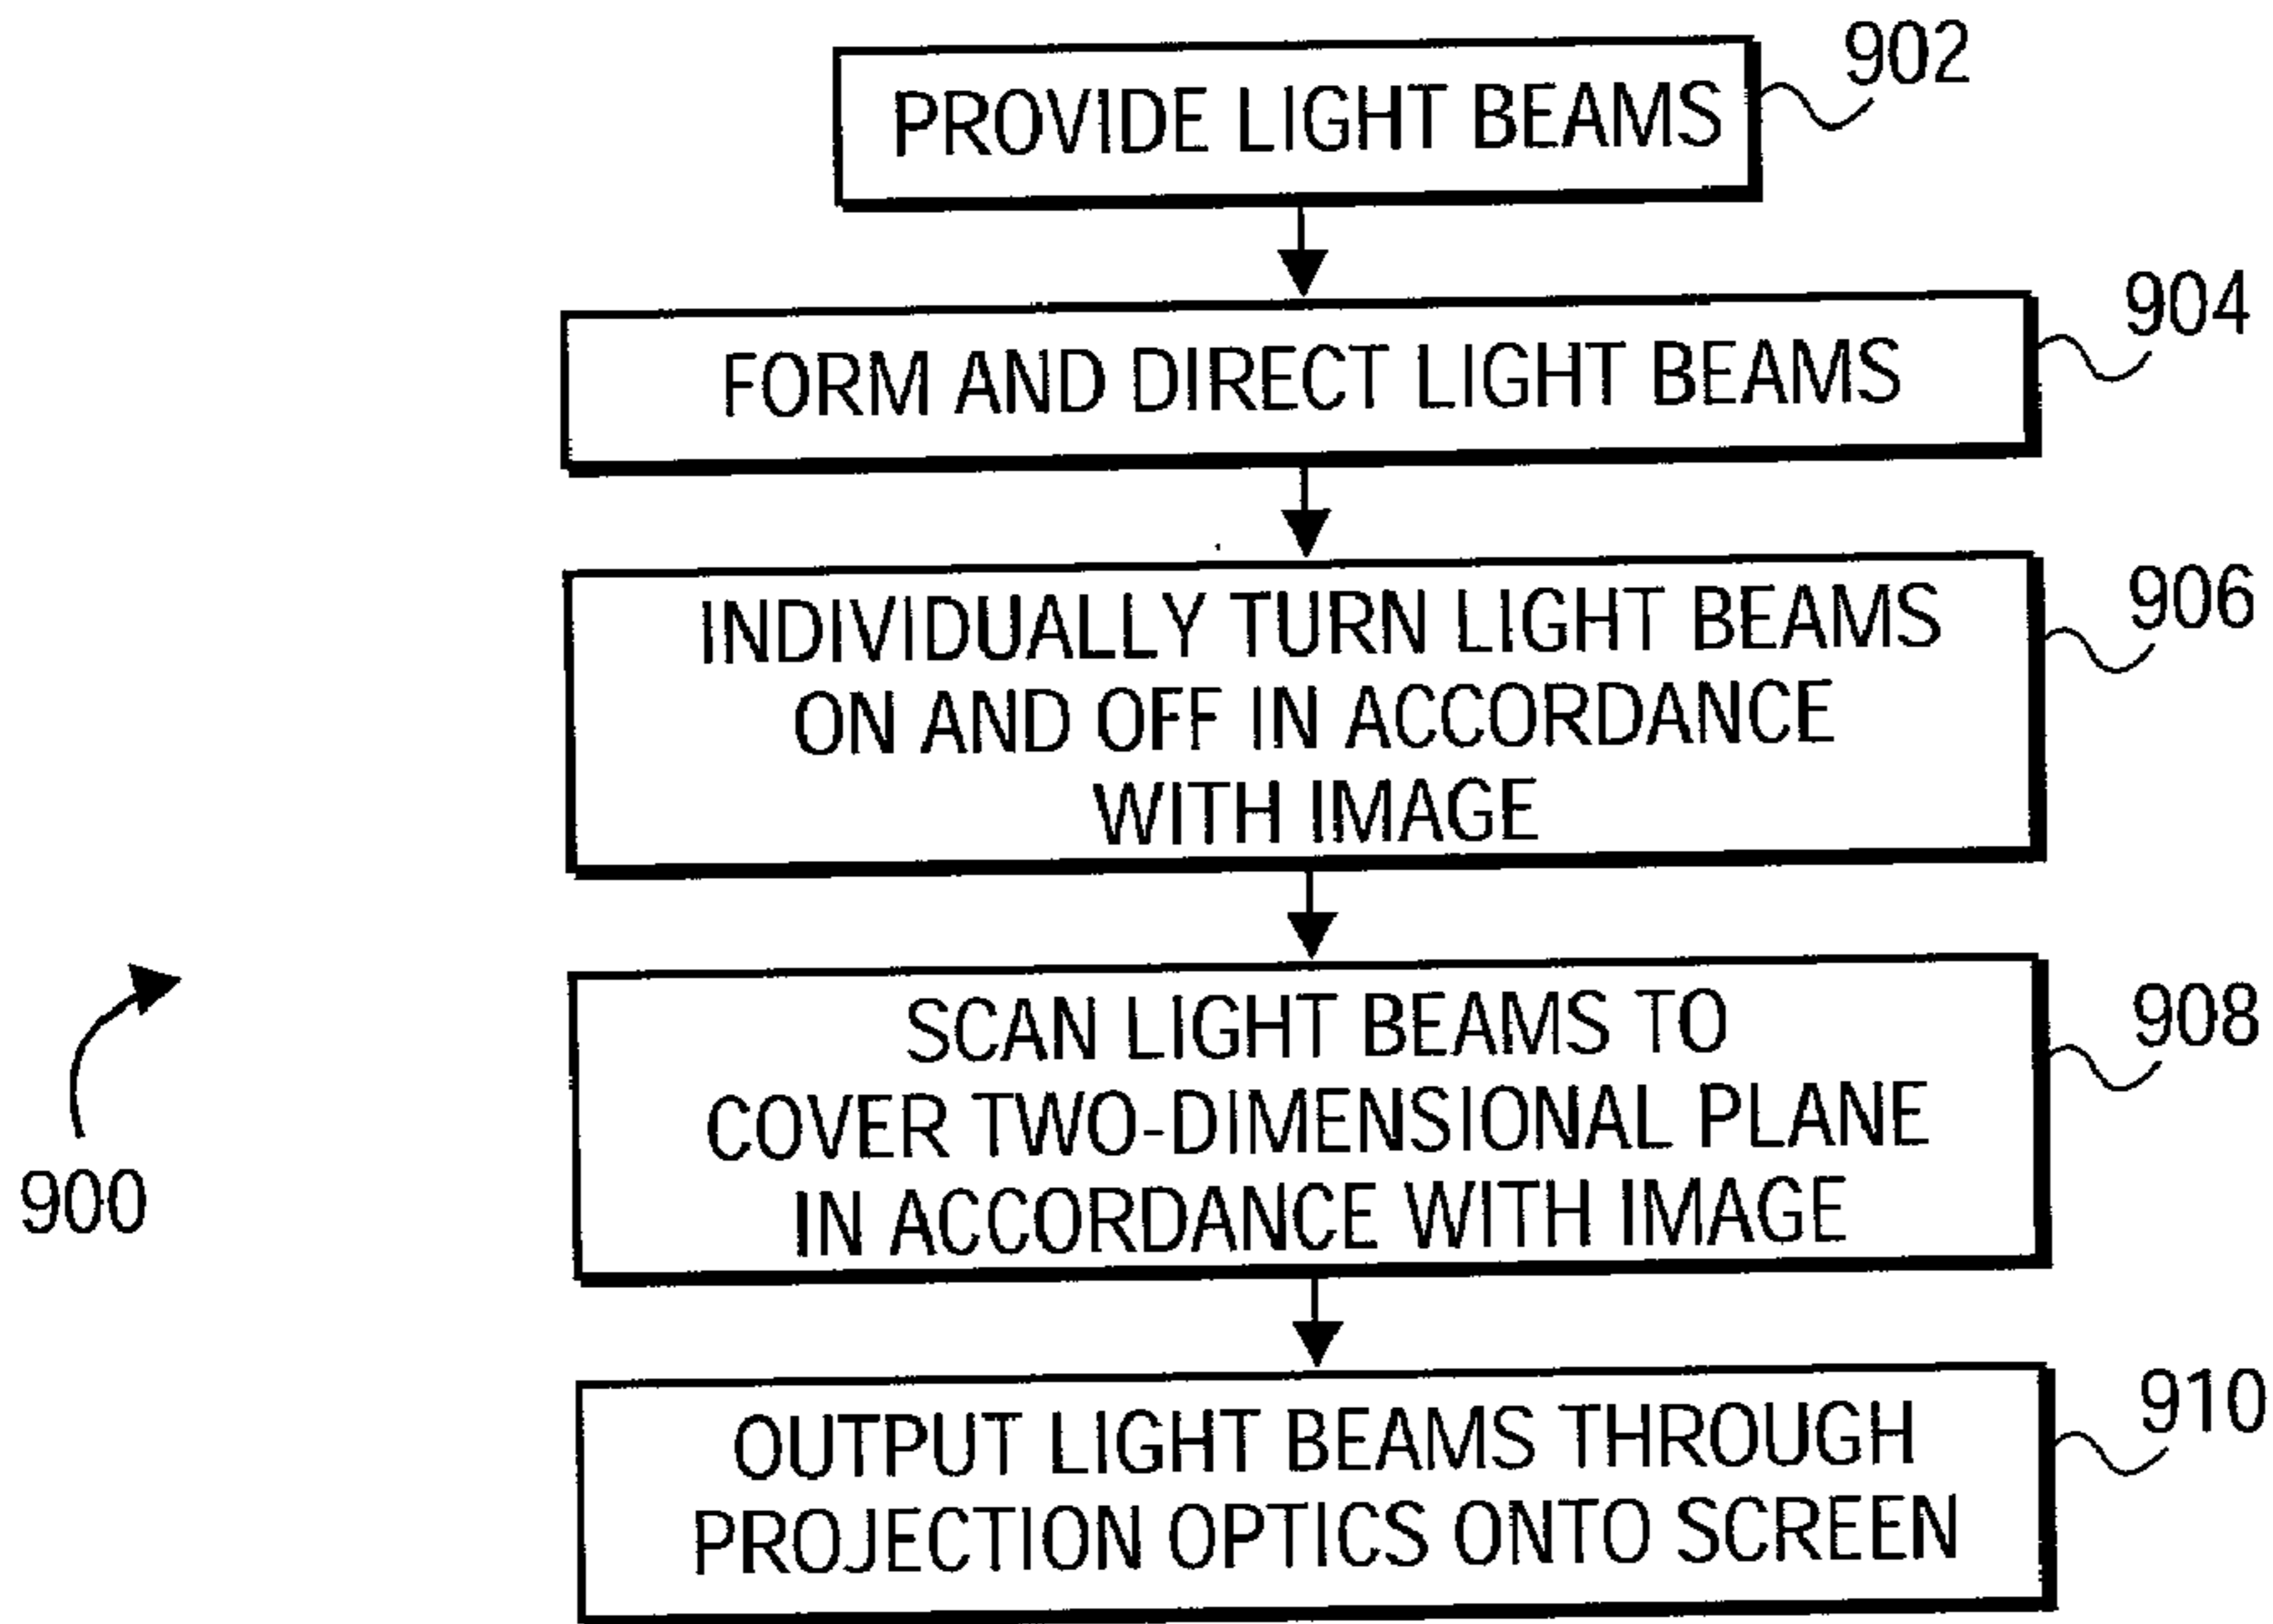 902
PROVIDE LIGHT BEAMS
904
FORM AND DIRECT LIGHT BEAMS
906
INDIVIDUALLY TURN LIGHT BEAMS
ON AND OFF IN ACCORDANCE
WITH IMAGE
908
SCAN LIGHT BEAMS TO
COVER TWO-DIMENSIONAL PLANE
IN ACCORDANCE WITH IMAGE
900
910
OUTPUT LIGHT BEAMS THROUGH
PROJECTION OPTICS ONTO SCREEN